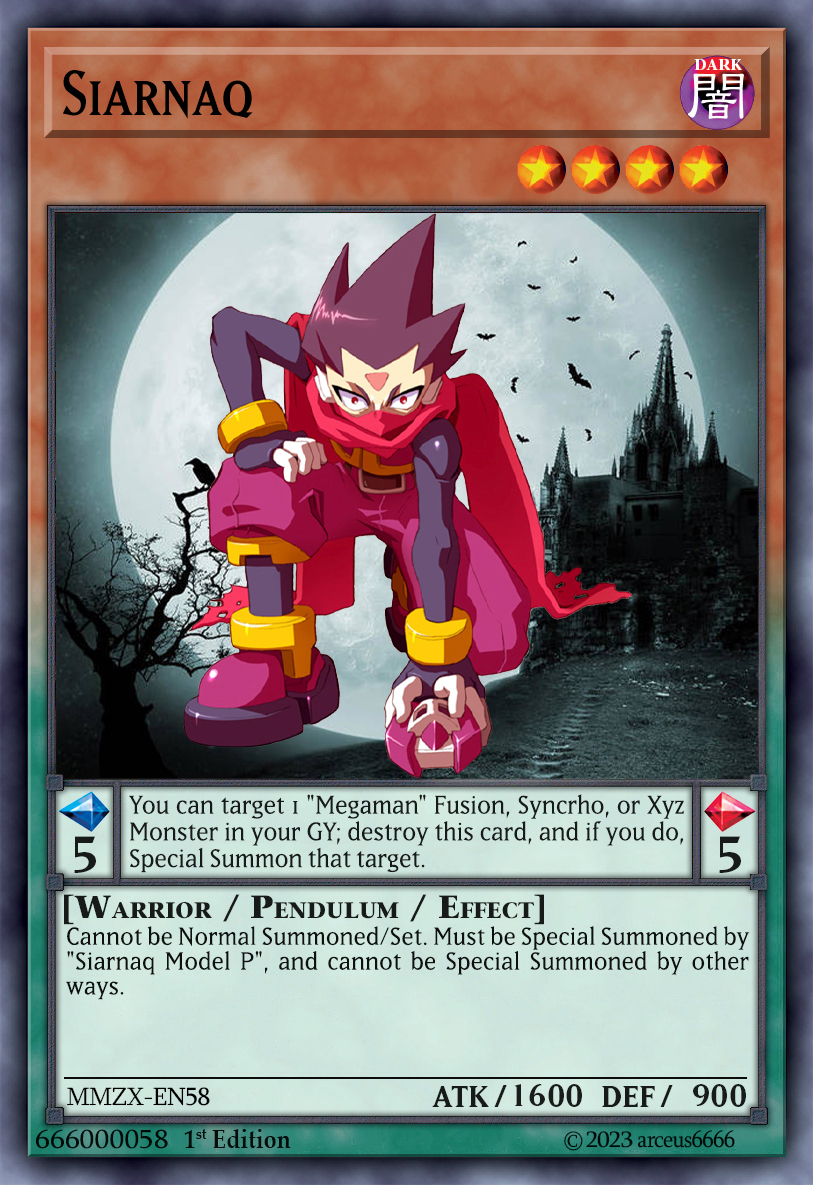 Siarnaq
DARK
闇
5
You can target 1 "Megaman" Fusion, Syncrho, or Xyz
Monster in your GY; destroy this card, and if you do,
Special Summon that target.
5
[Warrior / Pendulum / Effect]
Cannot be Normal Summoned/Set. Must be Special Summoned by
"Siarnaq Model P", and cannot be Special Summoned by other
ways.
MMZX-EN58 ATK / 1600 DEF / 900
666000058 1st Edition © 2023 arceus6666